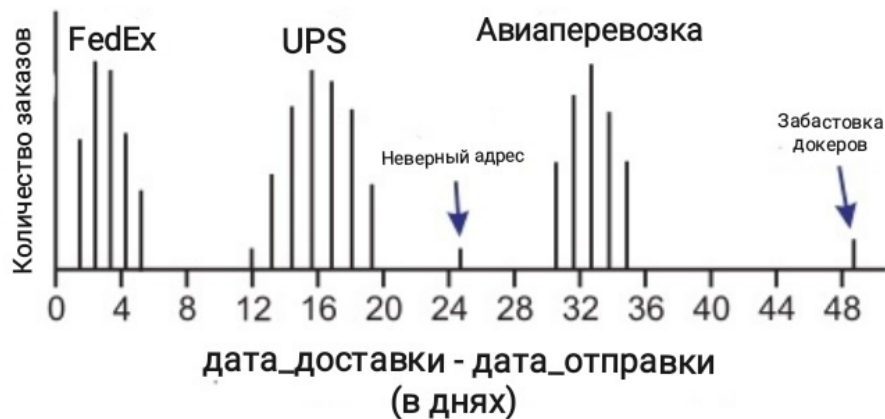 Количество заказов
FedEx
UPS
Авиаперевозка
Неверный адрес
Забастовка
докеров
0 4 8 12 16 20 24 28 32 36 40 44 48
дата_доставки - дата_отправки
(в днях)